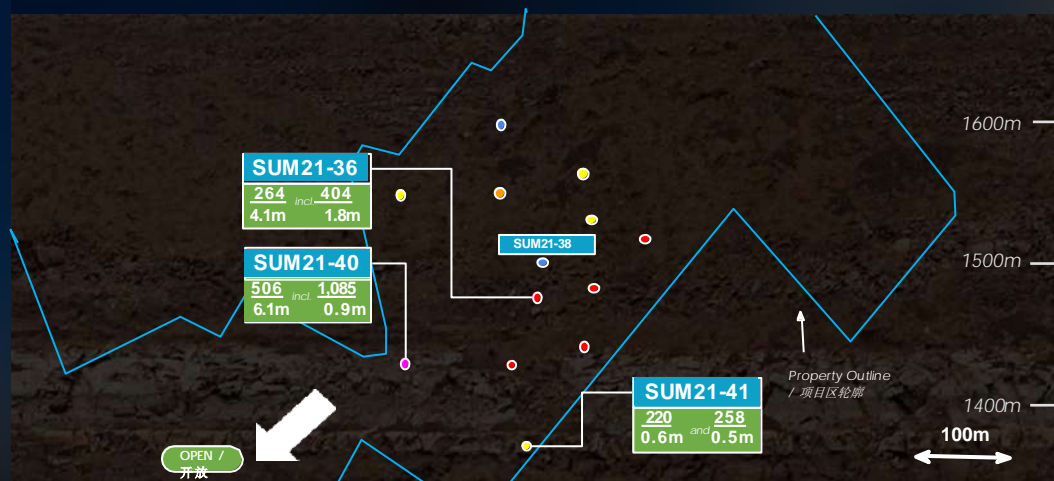 1600m
SUM21-36
264 incl. 404
4.1m 1.8m
SUM21-38
SUM21-40
1500m
506 incl. 1,085
6.1m 0.9m
Property Outline
/ 项目区轮廓
SUM21-41
220 and 258
0.6m 0.5m
1400m
100m
OPEN /
开放